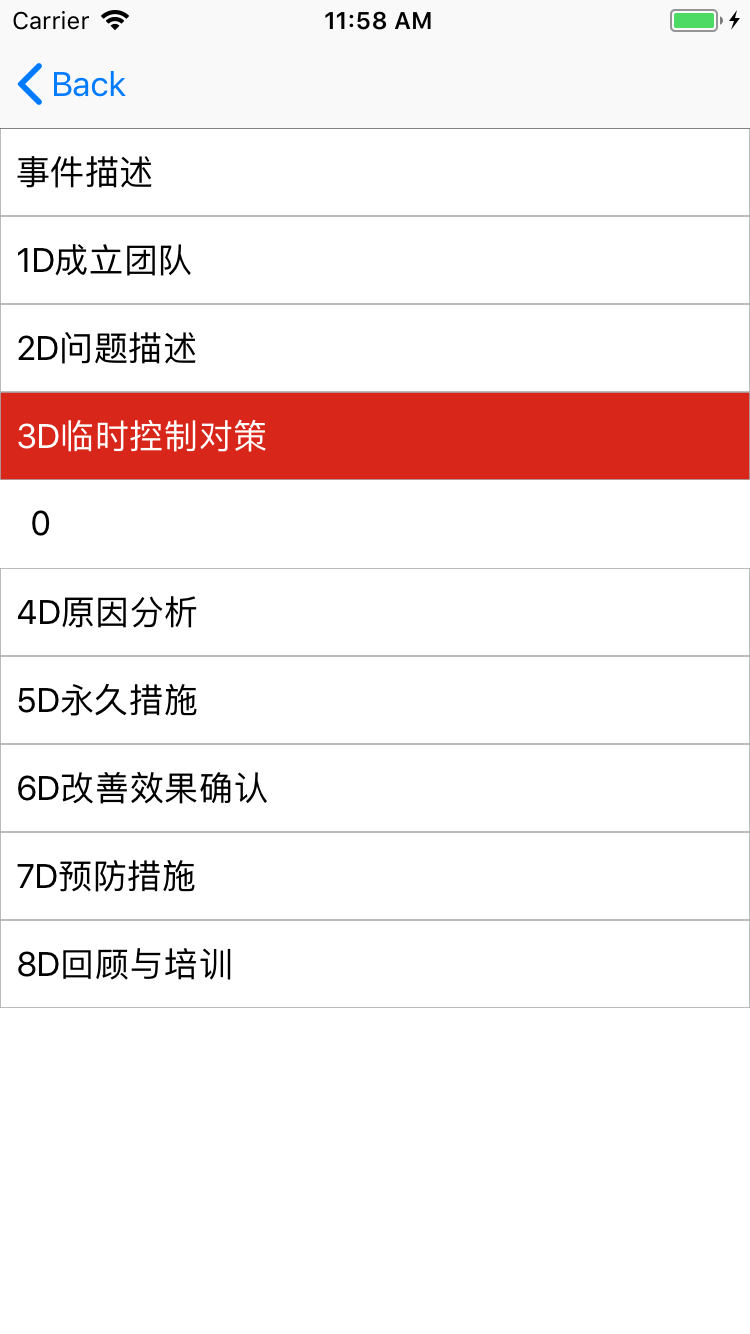 Carrier 11:58 AM
Back
事件描述
1D成立团队
2D问题描述
3D临时控制对策
0
4D原因分析
5D永久措施
6D改善效果确认
7D预防措施
8D回顾与培训